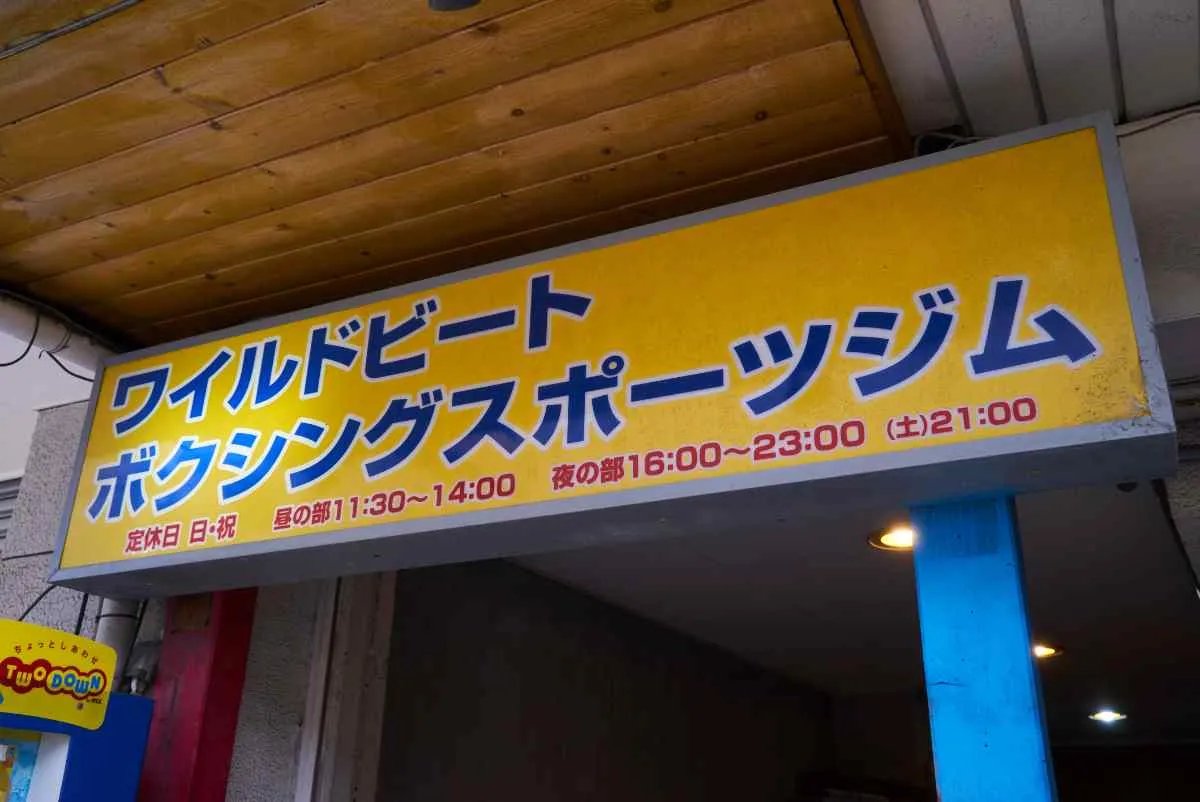 ワイルドビート
ボクシングスポーツジム
定休日 日・祝 昼の部11:30～14:00 夜の部16:00～23:00 (土)21:00
ちょっとしあわせ
TWO DOWN